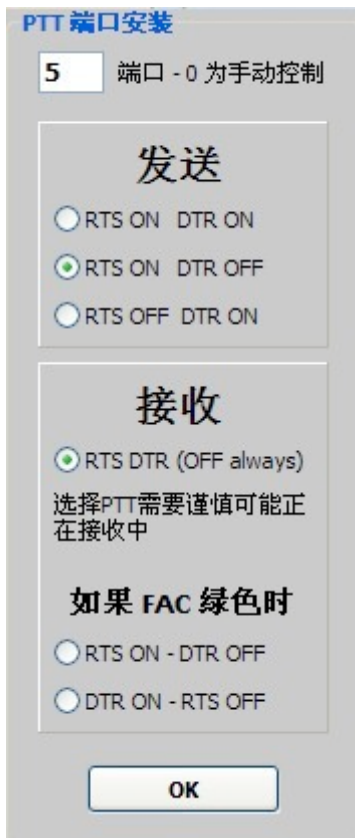 PTT 端口安装
5 端口 - 0 为手动控制
发送
RTS ON DTR ON
RTS ON DTR OFF
RTS OFF DTR ON
接收
RTS DTR (OFF always)
选择PTT需要谨慎可能正
在接收中
如果 FAC 绿色时
RTS ON - DTR OFF
DTR ON - RTS OFF
OK